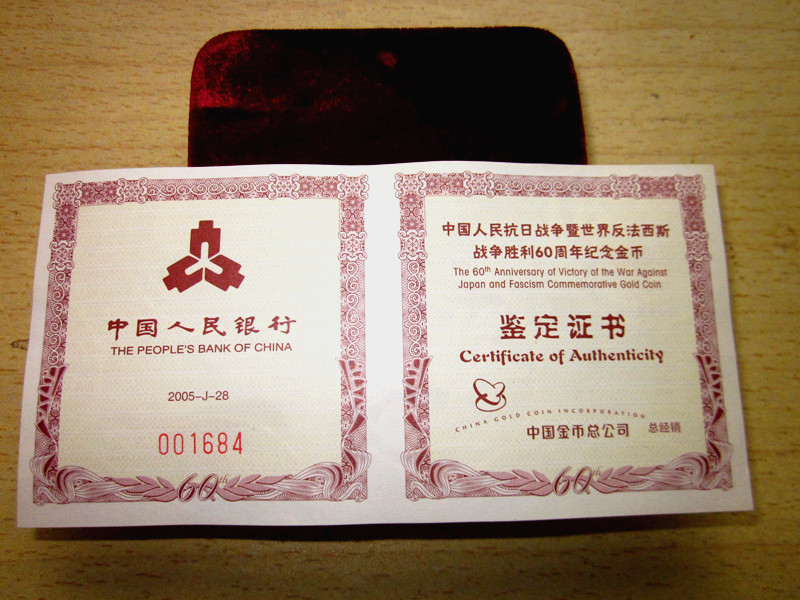 中国人民银行
THE PEOPLE'S BANK OF CHINA
2005-J-28
001684
60th
中国人民抗日战争暨世界反法西斯
战争胜利60周年纪念金币
The 60th Anniversary of Victory of the War Against
Japan and Fascism Commemorative Gold Coin
鉴定证书
Certificate of Authenticity
CHINA GOLD COIN INCORPORATION
中国金币总公司 总经销
60th